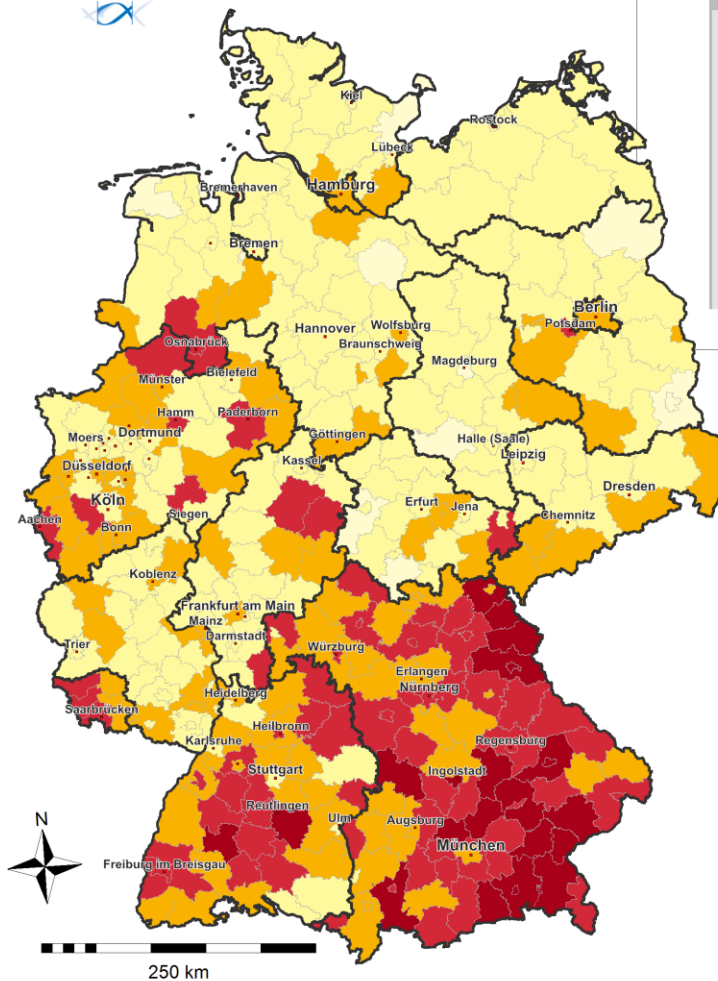 Kiel
Rostock
Lübeck
Hamburg
Bremerhaven
Bremen
Berlin
Potsdam
Hannover
Wolfsburg
Braunschweig
Osnabrück
Bielefeld
Magdeburg
Münster
Hamm
Paderborn
Moers
Dortmund
Göttingen
Halle (Saale)
Leipzig
Düsseldorf
Kassel
Dresden
Köln
Erfurt
Jena
Chemnitz
Aachen
Siegen
Bonn
Koblenz
Frankfurt am Main
Mainz
Darmstadt
Würzburg
Trier
Erlangen
Nürnberg
Heidelberg
Saarbrücken
Heilbronn
Karlsruhe
Regensburg
Stuttgart
Ingolstadt
Reutlingen
Ulm
Augsburg
N
München
Freiburg im Breisgau
250 km